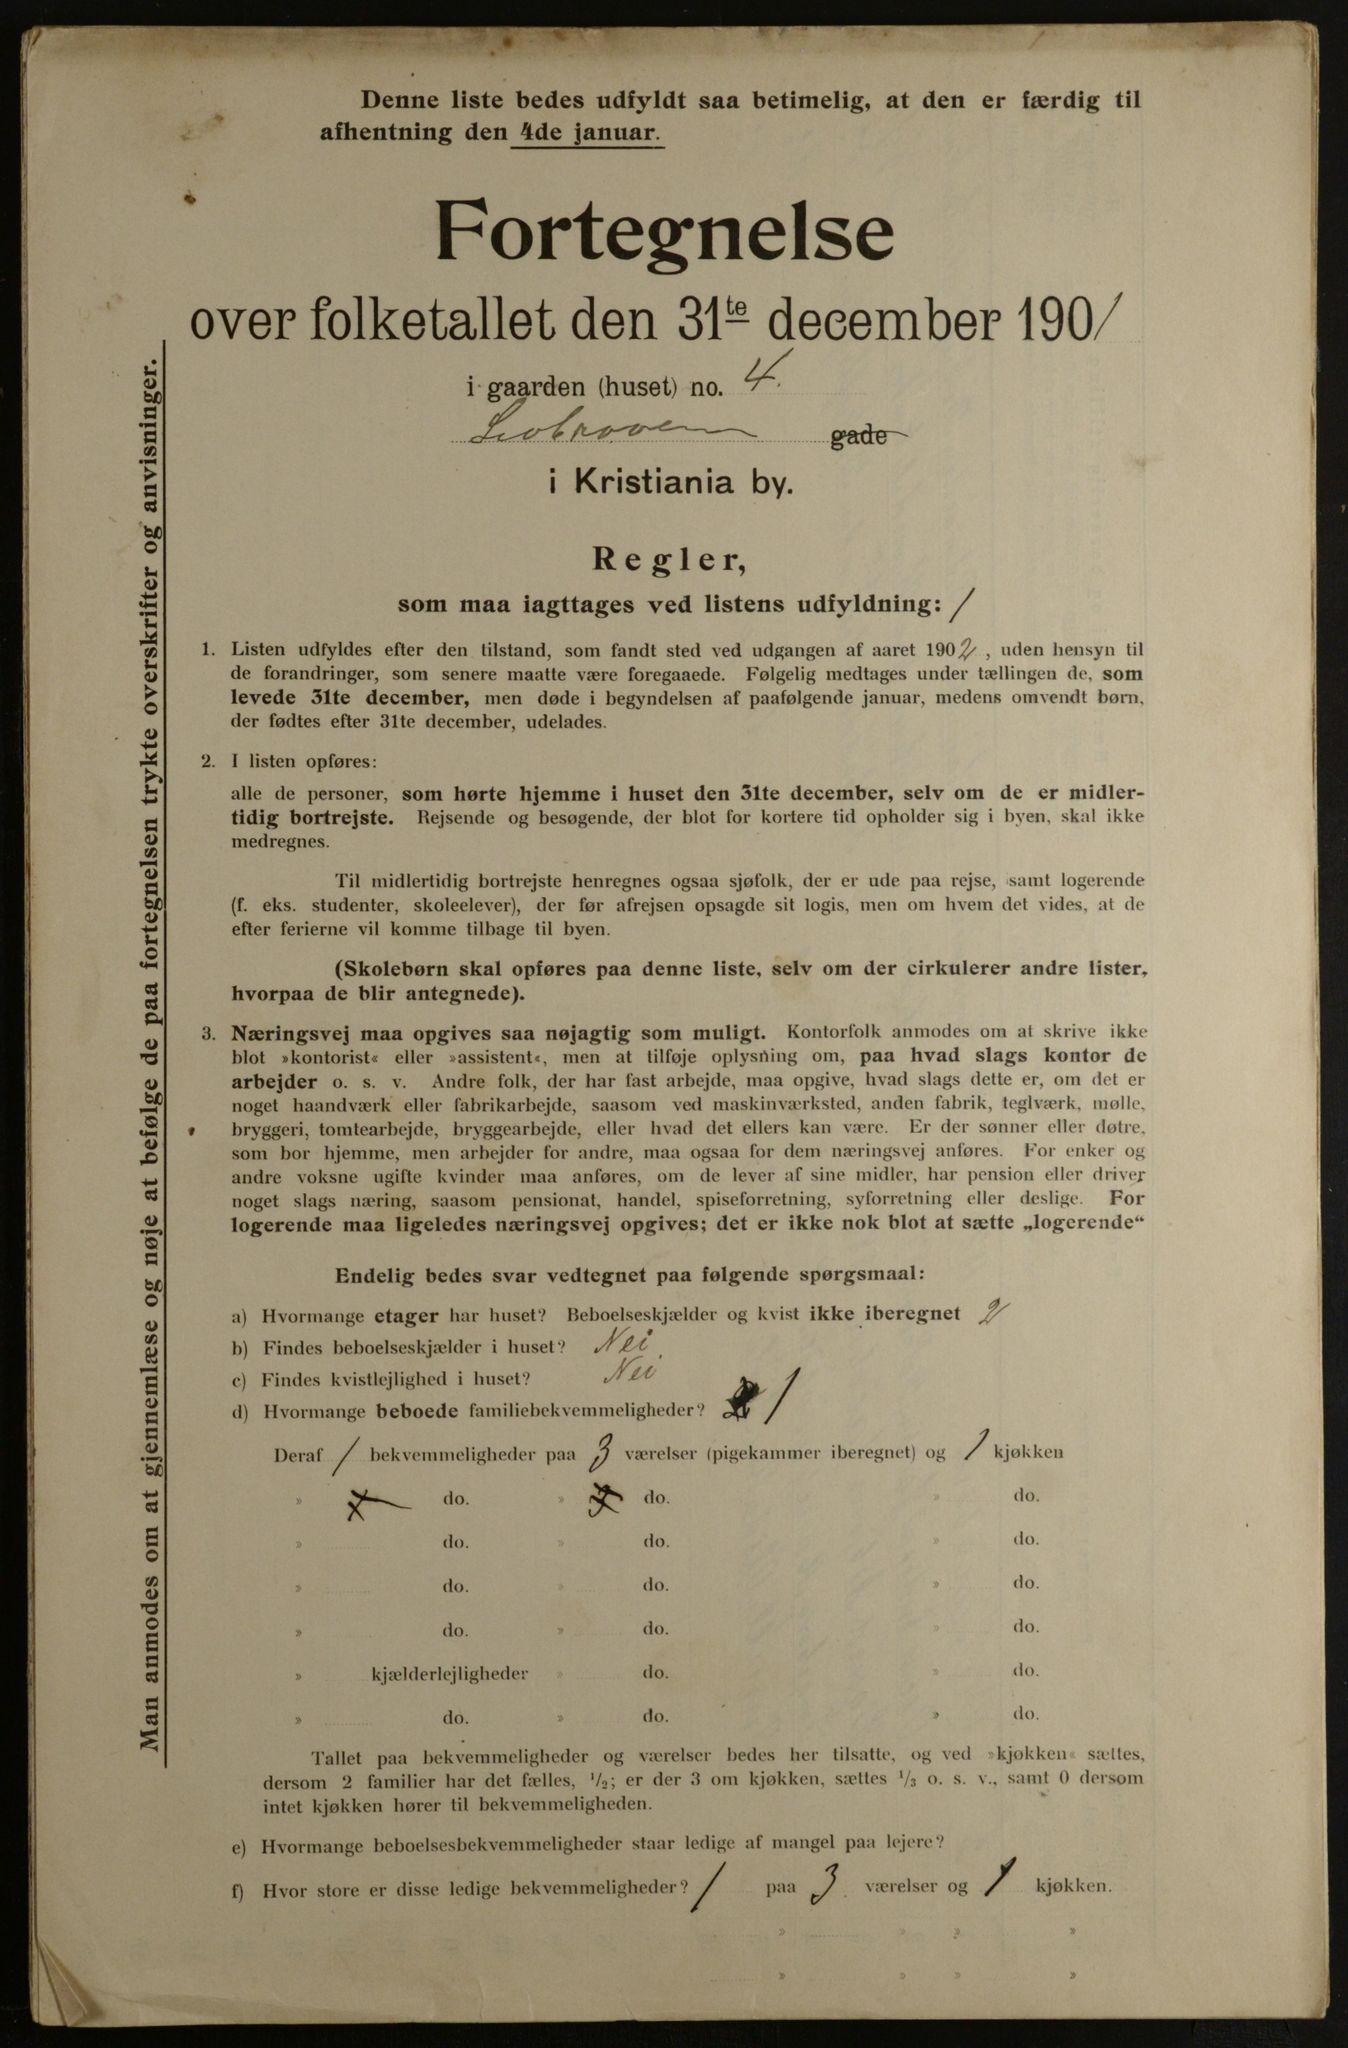 Denne liste bedes udfyldt saa betimelig, at den er færdig til
afhentning den 4de januar.
Fortegnelse
over folketallet den 31te december 1901
i gaarden (huset) no. 4.
gade
i Kristiania by.
Regler,
som maa iagttages ved listens udfyldning: /
1. Listen udfyldes efter den tilstand, som fandt sted ved udgangen af aaret 1902, uden hensyn til
de forandringer, som senere maatte være foregaaede. Følgelig medtages under tællingen de, som
levede 31te december, men døde i begyndelsen af paafølgende januar, medens omvendt børn,
der fødtes efter 31te december, udelades.
2. I listen opføres:
alle de personer, som hørte hjemme i huset den 31te december, selv om de er midler-
tidig bortrejste. Rejsende og besøgende, der blot for kortere tid opholder sig i byen, skal ikke
medregnes.
Til midlertidig bortrejste henregnes ogsaa sjøfolk, der er ude paa rejse, samt logerende
(f. eks. studenter, skoleelever), der før afrejsen opsagde sit logis, men om hvem det vides, at de
efter ferierne vil komme tilbage til byen.
(Skolebørn skal opføres paa denne liste, selv om der cirkulerer andre lister,
hvorpaa de blir antegnede).
3. Næringsvej maa opgives saa nøjagtig som muligt. Kontorfolk anmodes om at skrive ikke
blot »kontorist« eller »assistent«, men at tilføje oplysning om, paa hvad slags kontor de
arbejder o. s. v. Andre folk, der har fast arbejde, maa opgive, hvad slags dette er, om det er
noget haandværk eller fabrikarbejde, saasom ved maskinværksted, anden fabrik, teglværk, mølle,
bryggeri, tomtearbejde, bryggearbejde, eller hvad det ellers kan være. Er der sønner eller døtre,
som bor hjemme, men arbejder for andre, maa ogsaa for dem næringsvej anføres. For enker og
andre voksne ugifte kvinder maa anføres, om de lever af sine midler, har pension eller driver
noget slags næring, saasom pensionat, handel, spiseforretning, syforretning eller deslige. For
logerende maa ligeledes næringsvej opgives; det er ikke nok blot at sætte „logerende“
Endelig bedes svar vedtegnet paa følgende spørgsmaal:
a) Hvormange etager har huset? Beboelseskjælder og kvist ikke iberegnet 2
b) Findes beboelseskjælder i huset? Nei
c) Findes kvistlejlighed i huset? Nei
d) Hvormange beboede familiebekvemmeligheder? 1
Deraf 1 bekvemmeligheder paa 3 værelser (pigekammer iberegnet) og 1 kjøkken
» do. » do. » do.
» do. » do. » do.
» do. » do. » do.
» do. » do. » do.
» kjælderlejligheder » do. » do.
» do. » do. » do.
Tallet paa bekvemmeligheder og værelser bedes her tilsatte, og ved »kjøkken« sættes,
dersom 2 familier har det fælles, 1/2; er der 3 om kjøkken, sættes 1/3 o. s. v., samt 0 dersom
intet kjøkken hører til bekvemmeligheden.
e) Hvormange beboelsesbekvemmeligheder staar ledige af mangel paa lejere?
f) Hvor store er disse ledige bekvemmeligheder? 1 paa 3 værelser og 1 kjøkken.
» » » »
» » » »
Man anmodes om at gjennemlæse og nøje at befølge de paa fortegnelsen trykte overskrifter og anvisninger.